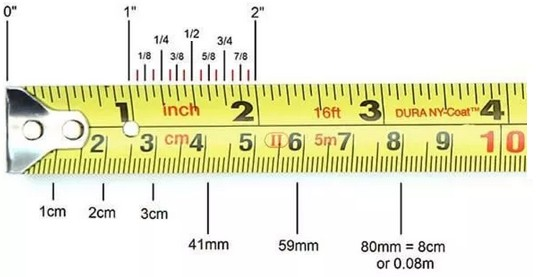 0" 1" 2"
1/8 1/4 3/8 1/2 5/8 3/4 7/8
1 inch 2 16ft 3 DURA NY-Coat™ 4
2 3 cm 4 5 II 6 5m 7 8 9 10
1cm 2cm 3cm
41mm 59mm 80mm = 8cm
or 0.08m